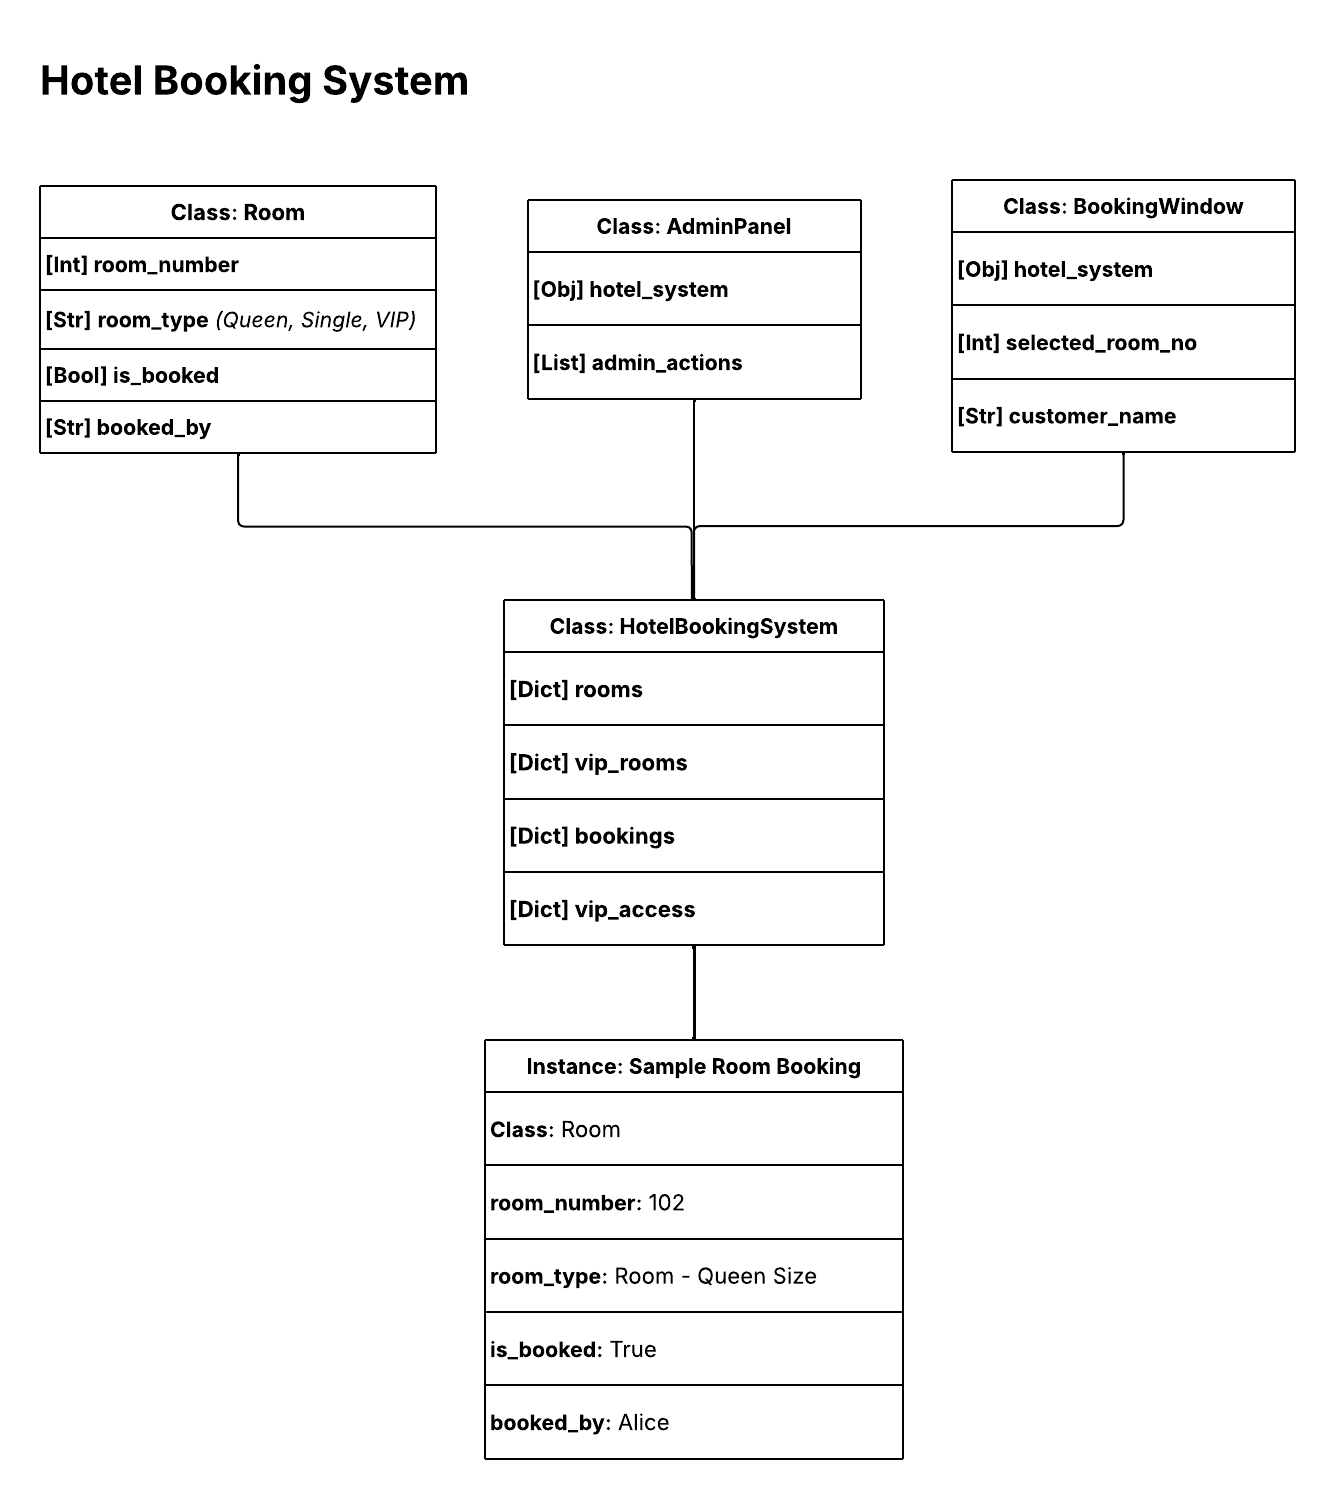 Hotel Booking System
Class: Room
[Int] room_number
[Str] room_type (Queen, Single, VIP)
[Bool] is_booked
[Str] booked_by
Class: AdminPanel
[Obj] hotel_system
[List] admin_actions
Class: BookingWindow
[Obj] hotel_system
[Int] selected_room_no
[Str] customer_name
Class: HotelBookingSystem
[Dict] rooms
[Dict] vip_rooms
[Dict] bookings
[Dict] vip_access
Instance: Sample Room Booking
Class: Room
room_number: 102
room_type: Room - Queen Size
is_booked: True
booked_by: Alice